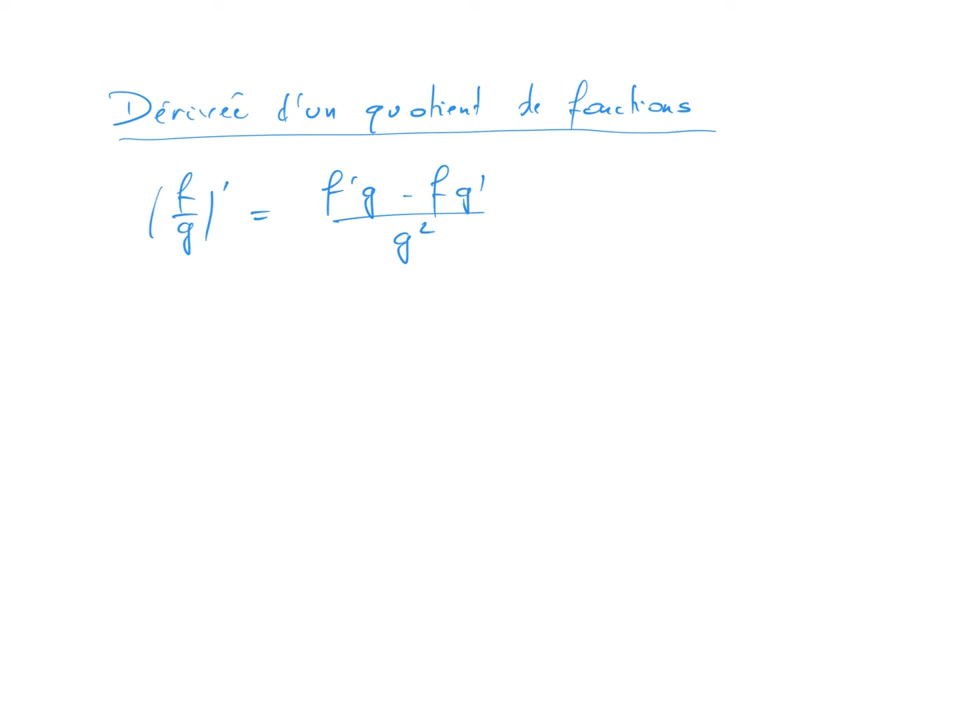 Dérivée d'un quotient de fonctions
(f/g)' = (f'g - fg')/g²